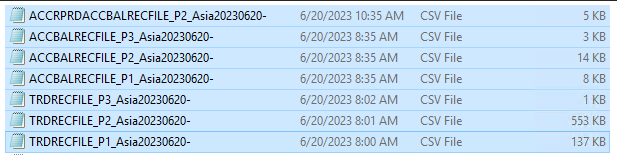 ACCRPRDACCBALRECFILE_P2_Asia20230620- 6/20/2023 10:35 AM CSV File 5 KB
ACCBALRECFILE_P3_Asia20230620- 6/20/2023 8:35 AM CSV File 3 KB
ACCBALRECFILE_P2_Asia20230620- 6/20/2023 8:35 AM CSV File 14 KB
ACCBALRECFILE_P1_Asia20230620- 6/20/2023 8:35 AM CSV File 8 KB
TRDRECFILE_P3_Asia20230620- 6/20/2023 8:02 AM CSV File 1 KB
TRDRECFILE_P2_Asia20230620- 6/20/2023 8:01 AM CSV File 553 KB
TRDRECFILE_P1_Asia20230620- 6/20/2023 8:00 AM CSV File 137 KB